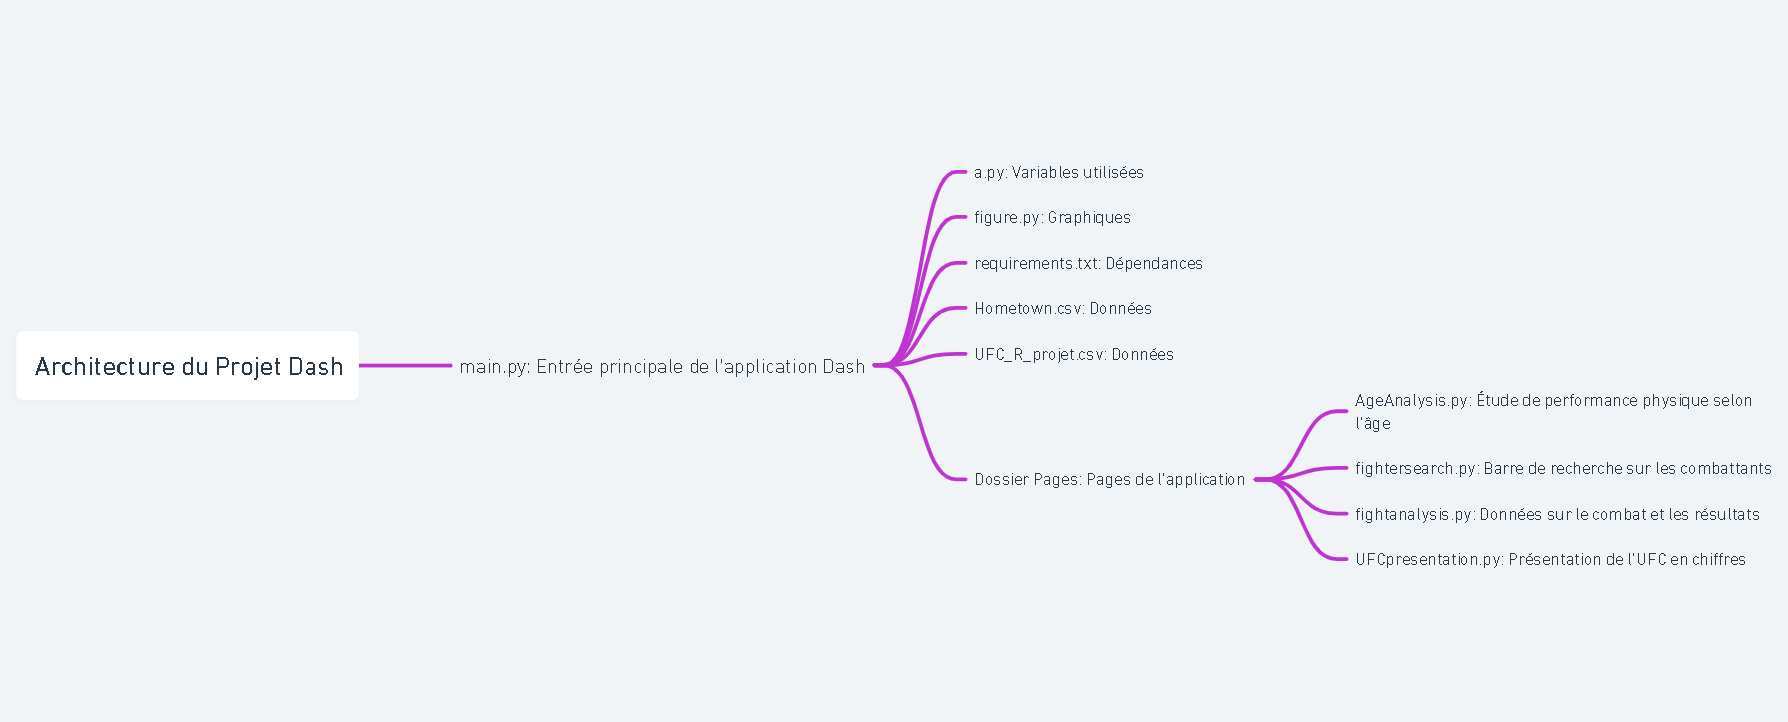 Architecture du Projet Dash
main.py: Entrée principale de l'application Dash
a.py: Variables utilisées
figure.py: Graphiques
requirements.txt: Dépendances
Hometown.csv: Données
UFC_R_projet.csv: Données
Dossier Pages: Pages de l'application
AgeAnalysis.py: Étude de performance physique selon
l'âge
fightersearch.py: Barre de recherche sur les combattants
fightanalysis.py: Données sur le combat et les résultats
UFCpresentation.py: Présentation de l'UFC en chiffres